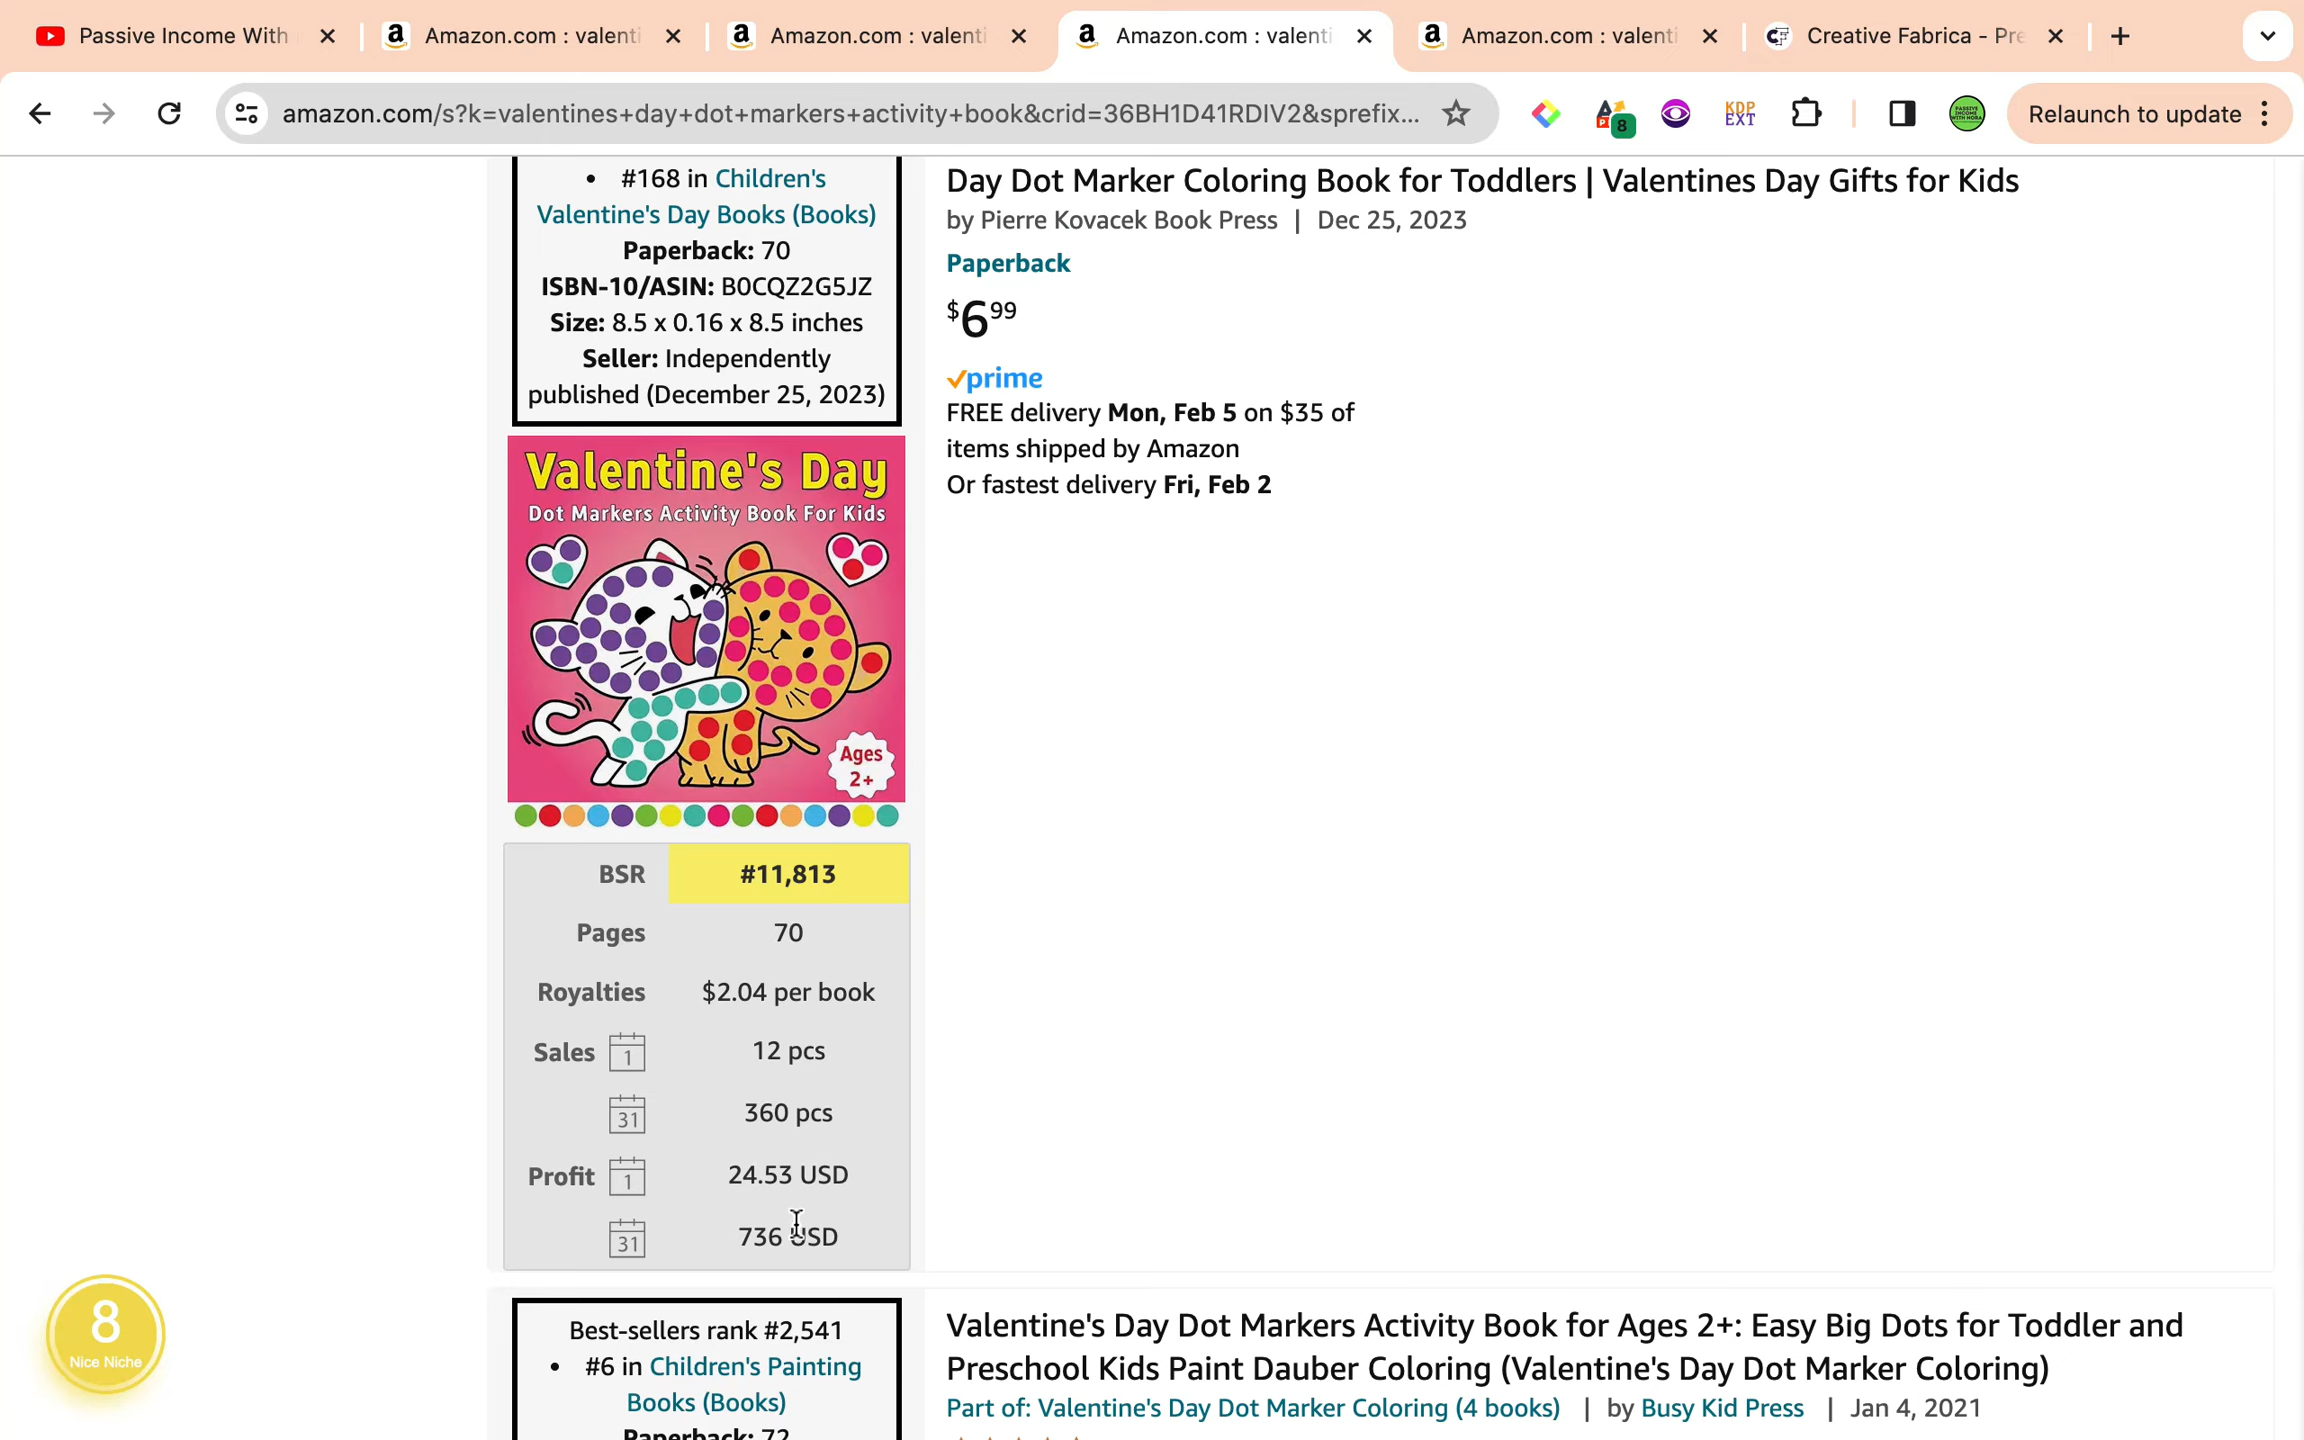 Passive Income With
Amazon.com : valenti
Amazon.com : valenti
Amazon.com : valenti
Amazon.com : valenti
Creative Fabrica - Pre
amazon.com/s?k=valentines+day+dot+markers+activity+book&crid=36BH1D41RDIV2&sprefix...
8
KDP
EXT
Relaunch to update
• #168 in Children's
Valentine's Day Books (Books)
Paperback: 70
ISBN-10/ASIN: B0CQZ2G5JZ
Size: 8.5 x 0.16 x 8.5 inches
Seller: Independently
published (December 25, 2023)
Day Dot Marker Coloring Book for Toddlers | Valentines Day Gifts for Kids
by Pierre Kovacek Book Press | Dec 25, 2023
Paperback
$6 99
prime
FREE delivery Mon, Feb 5 on $35 of
items shipped by Amazon
Or fastest delivery Fri, Feb 2
Valentine's Day
Dot Markers Activity Book For Kids
Ages
2+
BSR #11,813
Pages 70
Royalties $2.04 per book
Sales 1 12 pcs
31 360 pcs
Profit 1 24.53 USD
31 736 USD
8
Nice Niche
Best-sellers rank #2,541
• #6 in Children's Painting
Books (Books)
Paperback: 72
Valentine's Day Dot Markers Activity Book for Ages 2+: Easy Big Dots for Toddler and
Preschool Kids Paint Dauber Coloring (Valentine's Day Dot Marker Coloring)
Part of: Valentine's Day Dot Marker Coloring (4 books) | by Busy Kid Press | Jan 4, 2021